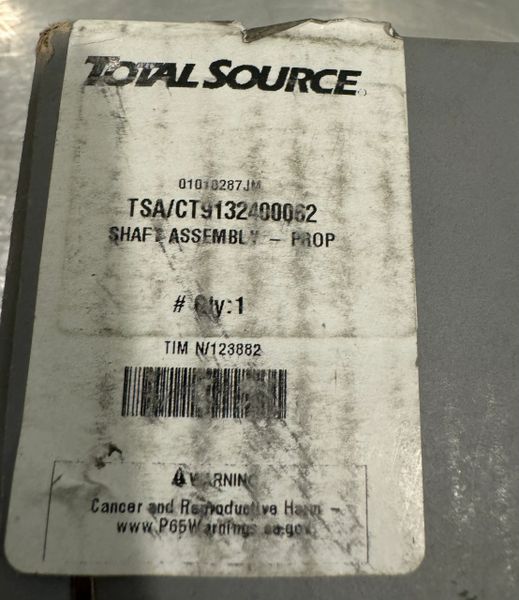 TOTAL SOURCE
01010287JM
TSA/CT9132400062
SHAFT ASSEMBLY - PROP
# Qty:1
TIM N/123882
WARNING
Cancer and Reproductive Harm -
www.P65Warnings.ca.gov